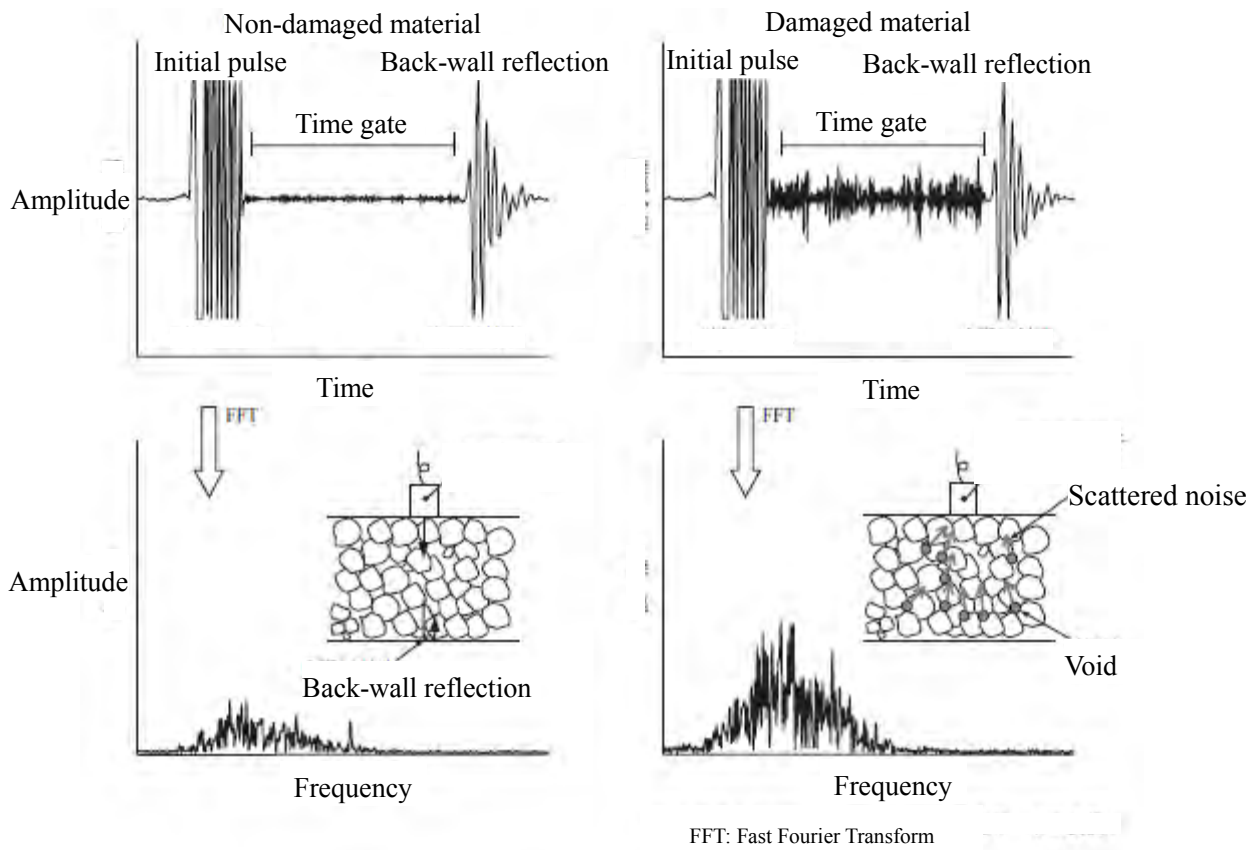 Non-damaged material
Initial pulse
Back-wall reflection
Time gate
Amplitude
Time
FFT
Amplitude
Back-wall reflection
Frequency
Damaged material
Initial pulse
Back-wall reflection
Time gate
Time
FFT
Scattered noise
Void
Frequency
FFT: Fast Fourier Transform